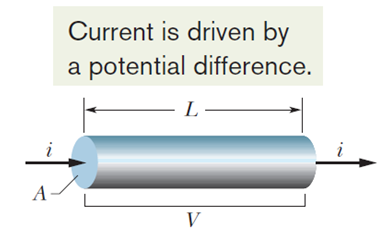 Current is driven by
a potential difference.
L
i
i
A
V